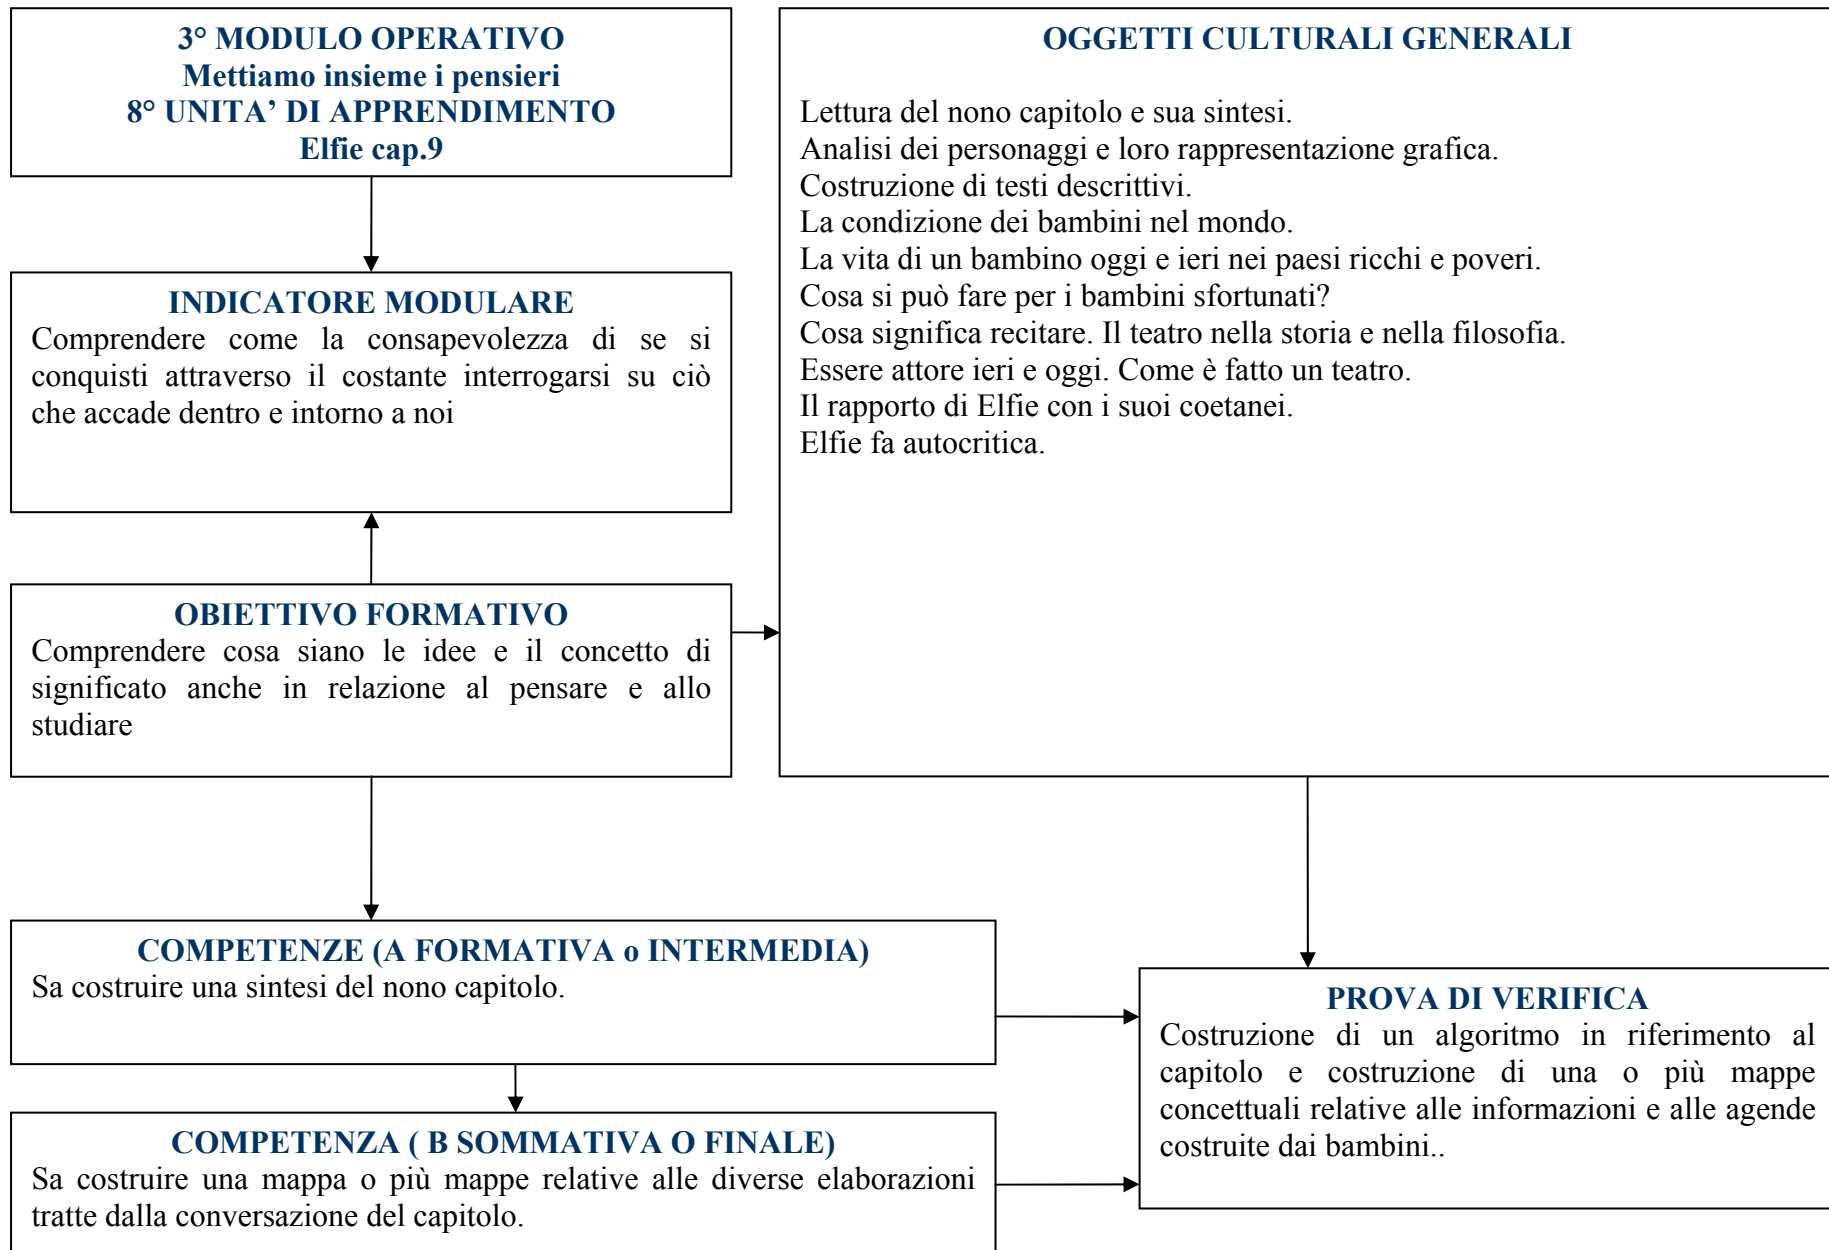 3° MODULO OPERATIVO
Mettiamo insieme i pensieri
8° UNITA’ DI APPRENDIMENTO
Elfie cap.9
INDICATORE MODULARE
Comprendere come la consapevolezza di se si
conquisti attraverso il costante interrogarsi su ciò
che accade dentro e intorno a noi
OBIETTIVO FORMATIVO
Comprendere cosa siano le idee e il concetto di
significato anche in relazione al pensare e allo
studiare
OGGETTI CULTURALI GENERALI
Lettura del nono capitolo e sua sintesi.
Analisi dei personaggi e loro rappresentazione grafica.
Costruzione di testi descrittivi.
La condizione dei bambini nel mondo.
La vita di un bambino oggi e ieri nei paesi ricchi e poveri.
Cosa si può fare per i bambini sfortunati?
Cosa significa recitare. Il teatro nella storia e nella filosofia.
Essere attore ieri e oggi. Come è fatto un teatro.
Il rapporto di Elfie con i suoi coetanei.
Elfie fa autocritica.
COMPETENZE (A FORMATIVA o INTERMEDIA)
Sa costruire una sintesi del nono capitolo.
COMPETENZA ( B SOMMATIVA O FINALE)
Sa costruire una mappa o più mappe relative alle diverse elaborazioni
tratte dalla conversazione del capitolo.
PROVA DI VERIFICA
Costruzione di un algoritmo in riferimento al
capitolo e costruzione di una o più mappe
concettuali relative alle informazioni e alle agende
costruite dai bambini..